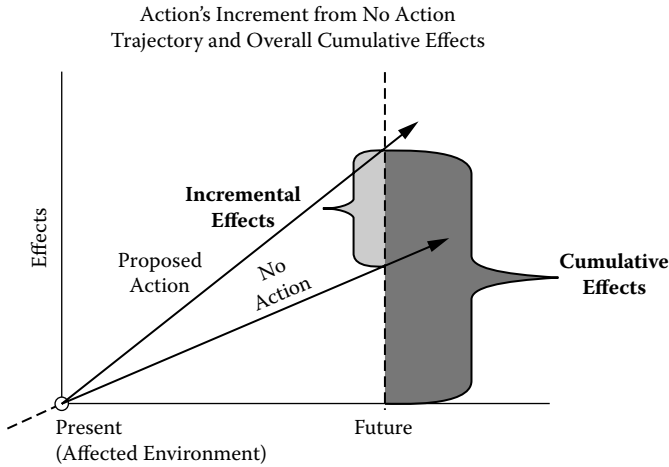 Action’s Increment from No Action
Trajectory and Overall Cumulative Effects
Effects
Incremental
Effects
Proposed
Action
No
Action
Cumulative
Effects
Present
(Affected Environment)
Future